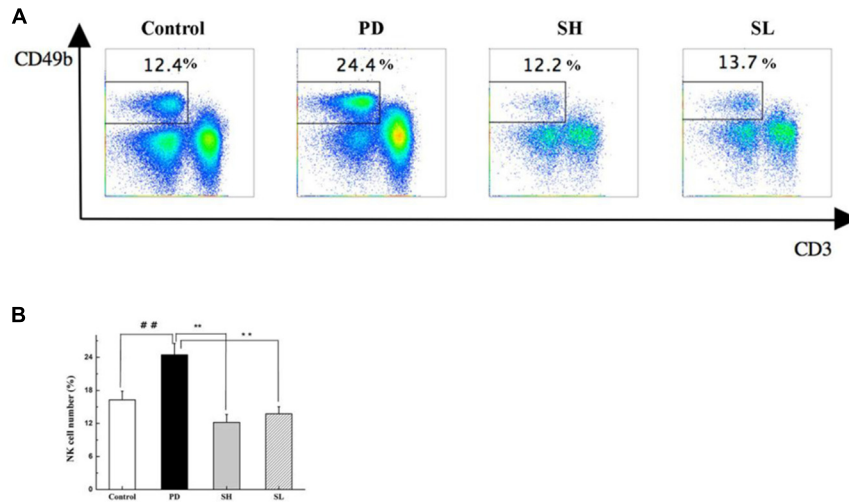 A
Control PD SH SL
CD49b
12.4% 24.4% 12.2% 13.7%
CD3
B
# # ** * *
NK cell number (%)
24
18
12
6
0
Control PD SH SL